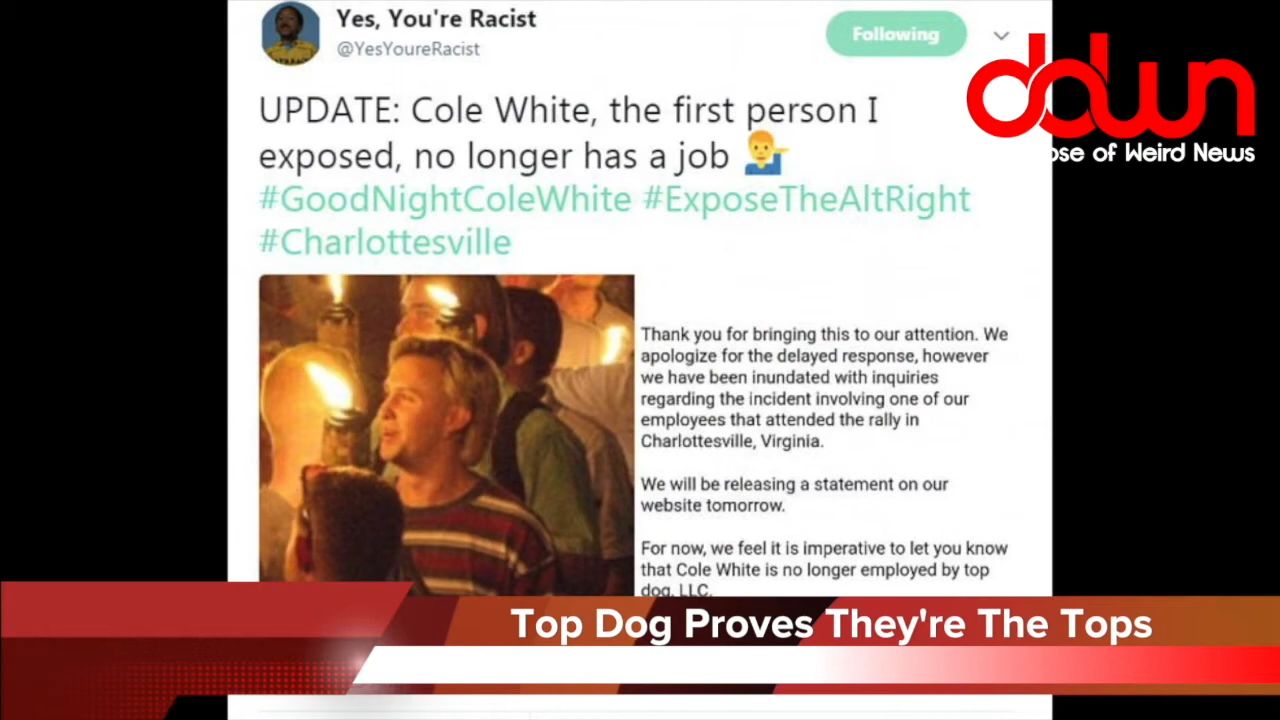 Yes, You're Racist
@YesYoureRacist
Following
down
ose of Weird News
UPDATE: Cole White, the first person I
exposed, no longer has a job
#GoodNightColeWhite #ExposeTheAltRight
#Charlottesville
Thank you for bringing this to our attention. We
apologize for the delayed response, however
we have been inundated with inquiries
regarding the incident involving one of our
employees that attended the rally in
Charlottesville, Virginia.
We will be releasing a statement on our
website tomorrow.
For now, we feel it is imperative to let you know
that Cole White is no longer employed by top
dog, LLC.
Top Dog Proves They're The Tops